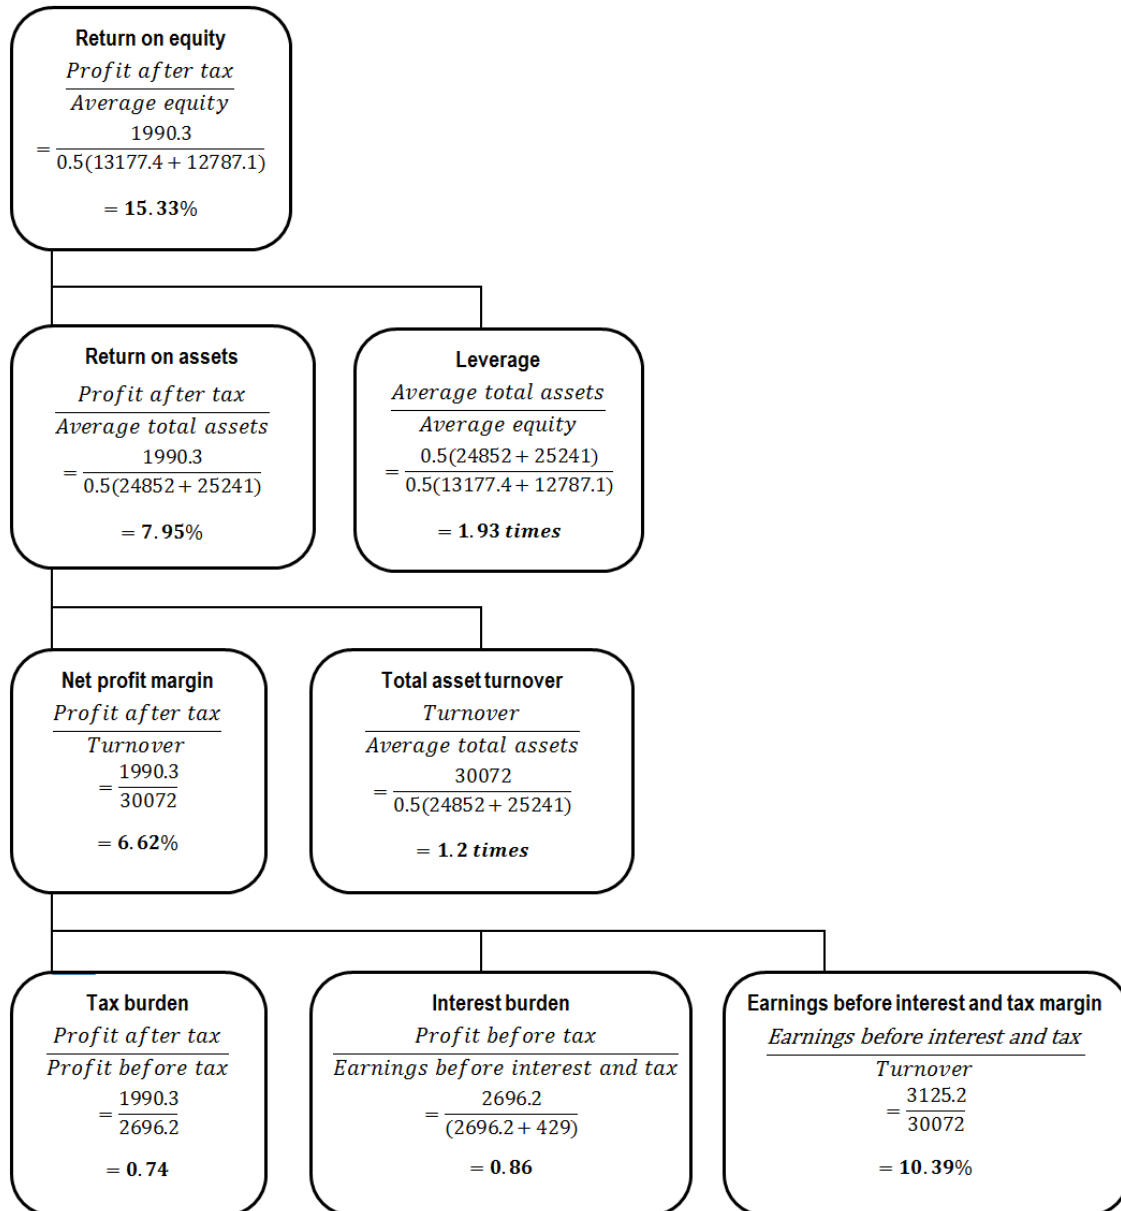 Return on equity
Profit after tax
Average equity
= 1990.3
0.5(13177.4 + 12787.1)
= 15.33%
Return on assets
Profit after tax
Average total assets
= 1990.3
0.5(24852 + 25241)
= 7.95%
Leverage
Average total assets
Average equity
= 0.5(24852 + 25241)
0.5(13177.4 + 12787.1)
= 1.93 times
Net profit margin
Profit after tax
Turnover
= 1990.3
30072
= 6.62%
Total asset turnover
Turnover
Average total assets
= 30072
0.5(24852 + 25241)
= 1.2 times
Tax burden
Profit after tax
Profit before tax
= 1990.3
2696.2
= 0.74
Interest burden
Profit before tax
Earnings before interest and tax
= 2696.2
(2696.2 + 429)
= 0.86
Earnings before interest and tax margin
Earnings before interest and tax
Turnover
= 3125.2
30072
= 10.39%